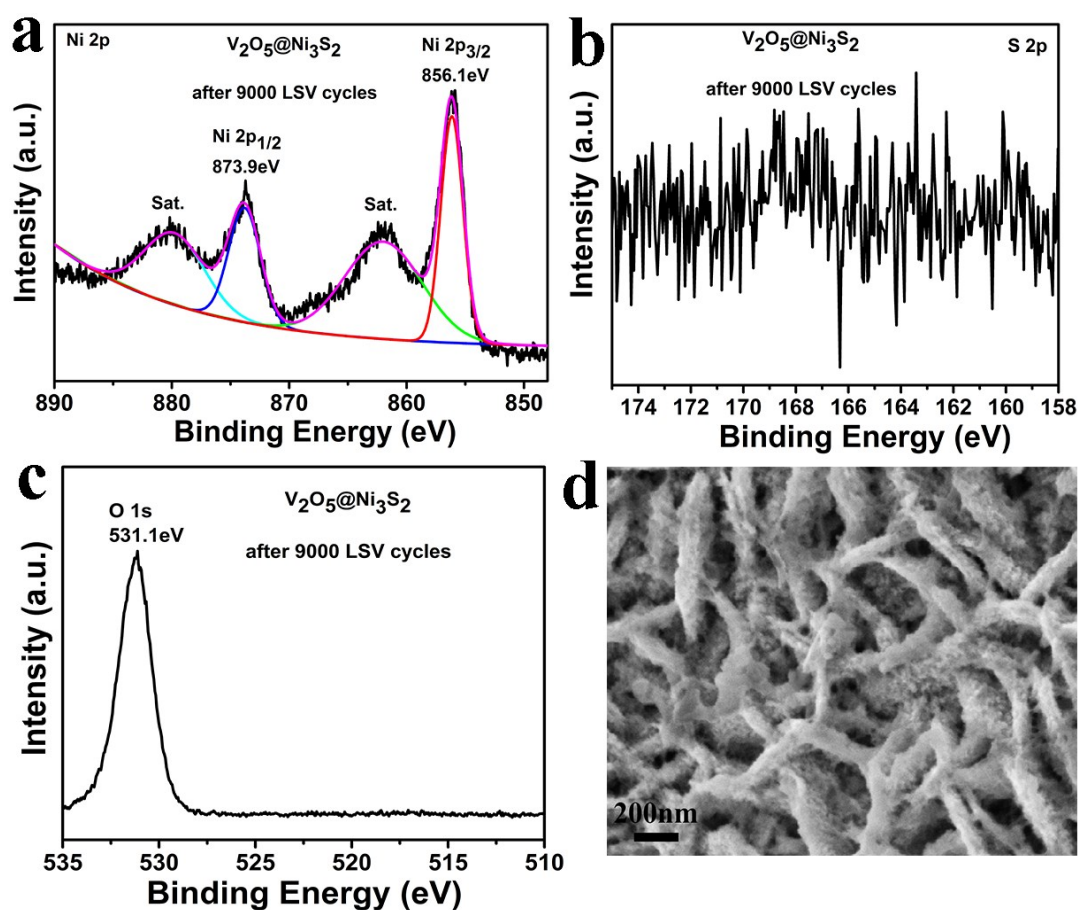 a
Ni 2p
V₂O₅@Ni₃S₂
after 9000 LSV cycles
Ni 2p₃/₂
856.1eV
Ni 2p₁/₂
873.9eV
Sat.
Sat.
Intensity (a.u.)
890 880 870 860 850
Binding Energy (eV)
b
V₂O₅@Ni₃S₂
S 2p
after 9000 LSV cycles
Intensity (a.u.)
174 172 170 168 166 164 162 160 158
Binding Energy (eV)
c
V₂O₅@Ni₃S₂
O 1s
531.1eV
after 9000 LSV cycles
Intensity (a.u.)
535 530 525 520 515 510
Binding Energy (eV)
d
200nm